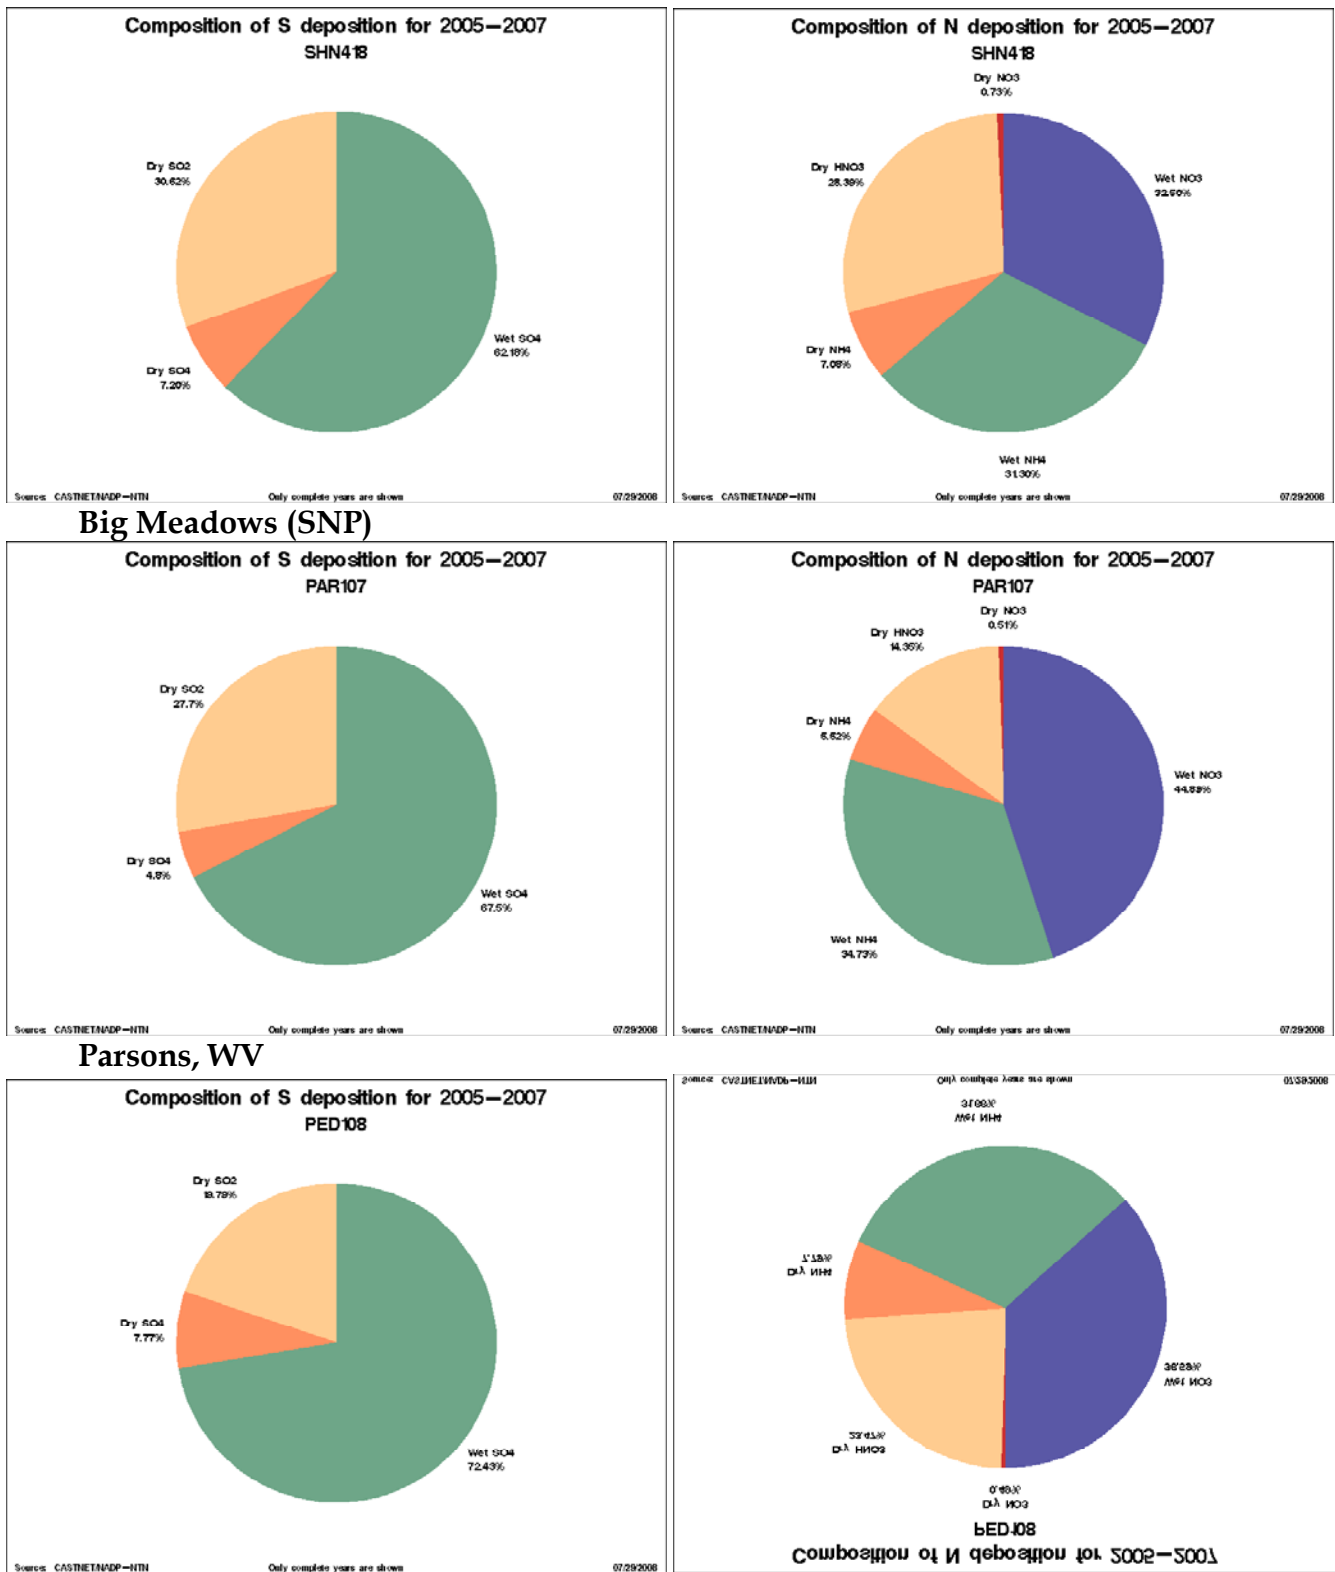 Composition of S deposition for 2005–2007
SHN418
Dry SO2
30.62%
Dry SO4
7.20%
Wet SO4
62.18%
Source: CASTNET/NADP–NTN Only complete years are shown 07/29/2008
Composition of N deposition for 2005–2007
SHN418
Dry NO3
0.73%
Dry HNO3
28.39%
Wet NO3
Dry NH4
Wet NH4
31.30%
Source: CASTNET/NADP–NTN Only complete years are shown 07/29/2008
Big Meadows (SNP)
Composition of S deposition for 2005–2007
PAR107
Dry SO2
27.7%
Dry SO4
4.8%
Wet SO4
67.5%
Source: CASTNET/NADP–NTN Only complete years are shown 07/29/2008
Composition of N deposition for 2005–2007
PAR107
Dry NO3
0.51%
Dry HNO3
14.35%
Dry NH4
5.52%
Wet NO3
44.89%
Wet NH4
34.73%
Source: CASTNET/NADP–NTN Only complete years are shown 07/29/2008
Parsons, WV
Composition of S deposition for 2005–2007
PED108
Dry SO2
19.79%
Dry SO4
7.77%
Wet SO4
72.43%
Source: CASTNET/NADP–NTN Only complete years are shown 07/29/2008
Composition of N deposition for 2005–2007
PED108
Dry NO3
Dry HNO3
23.47%
Wet NO3
Dry NH4
Wet NH4
Source: CASTNET/NADP–NTN Only complete years are shown 07/29/2008